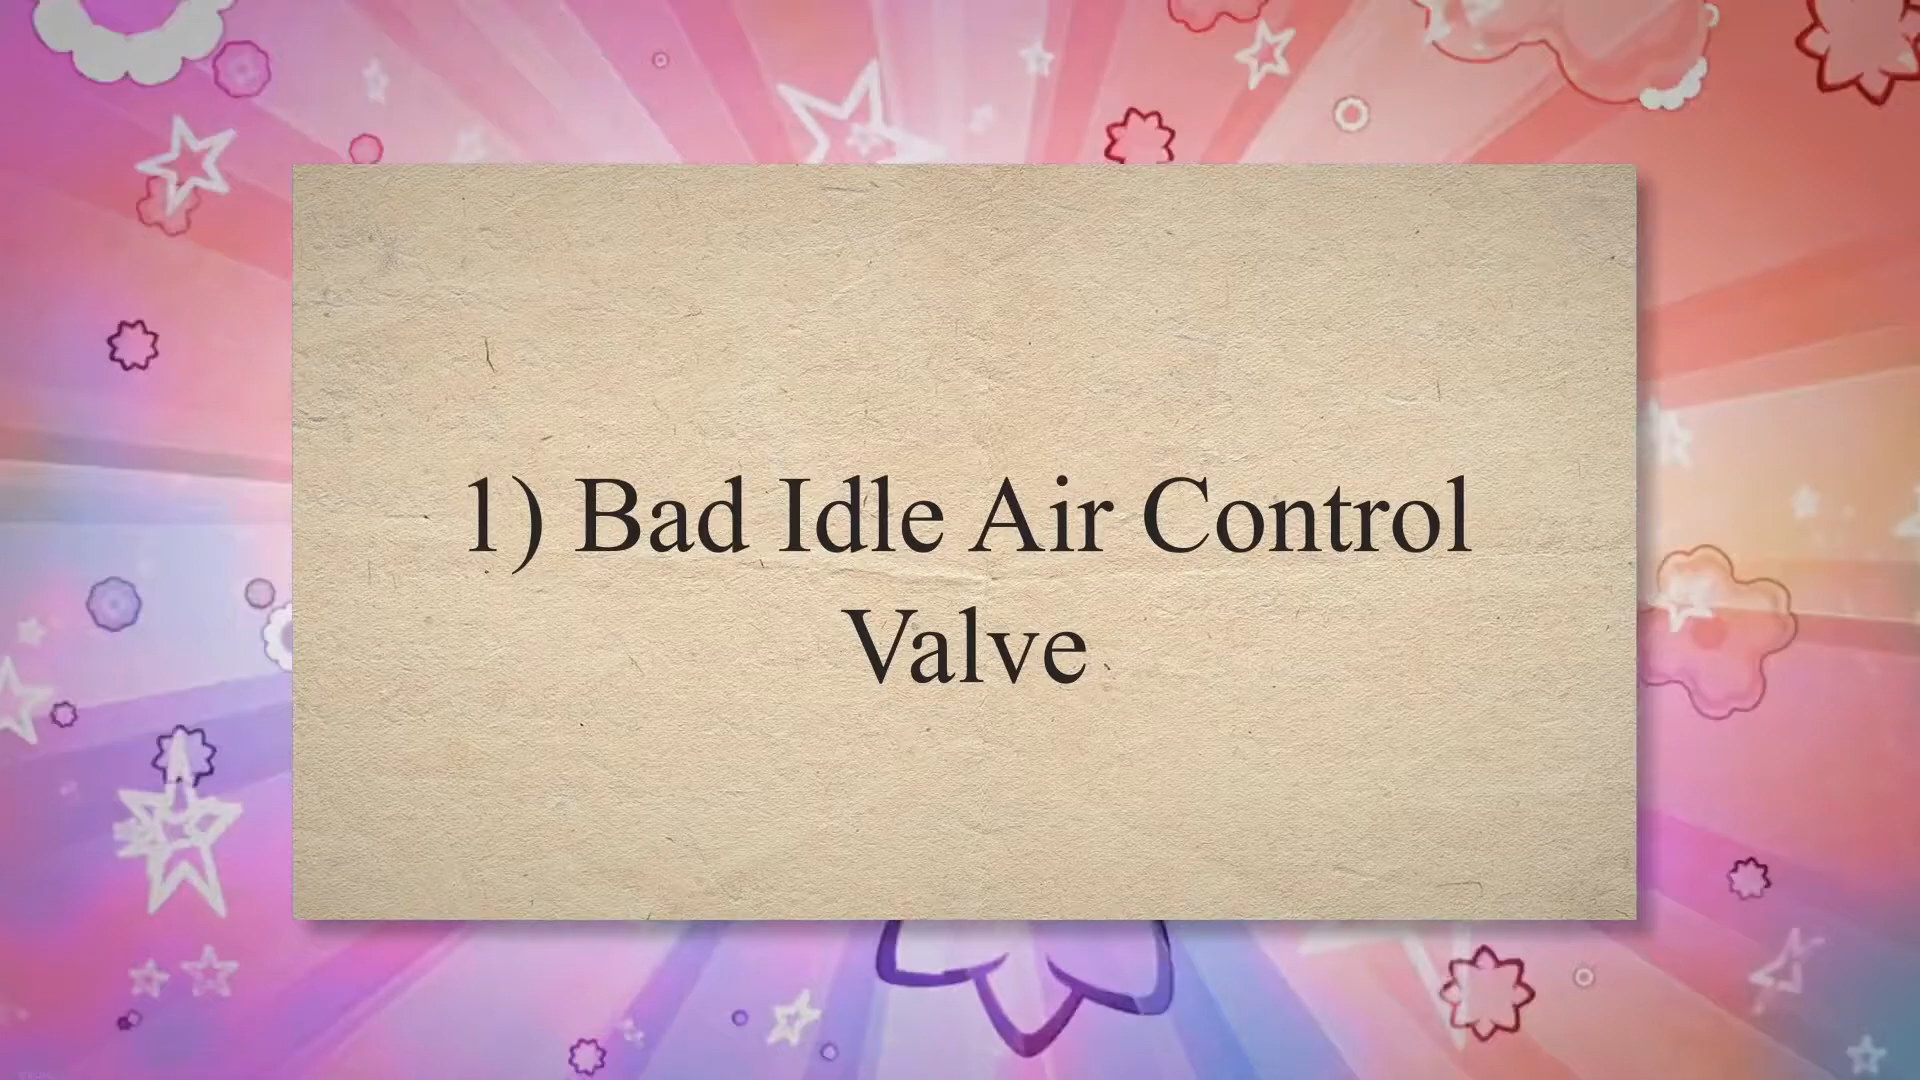 1) Bad Idle Air Control
Valve